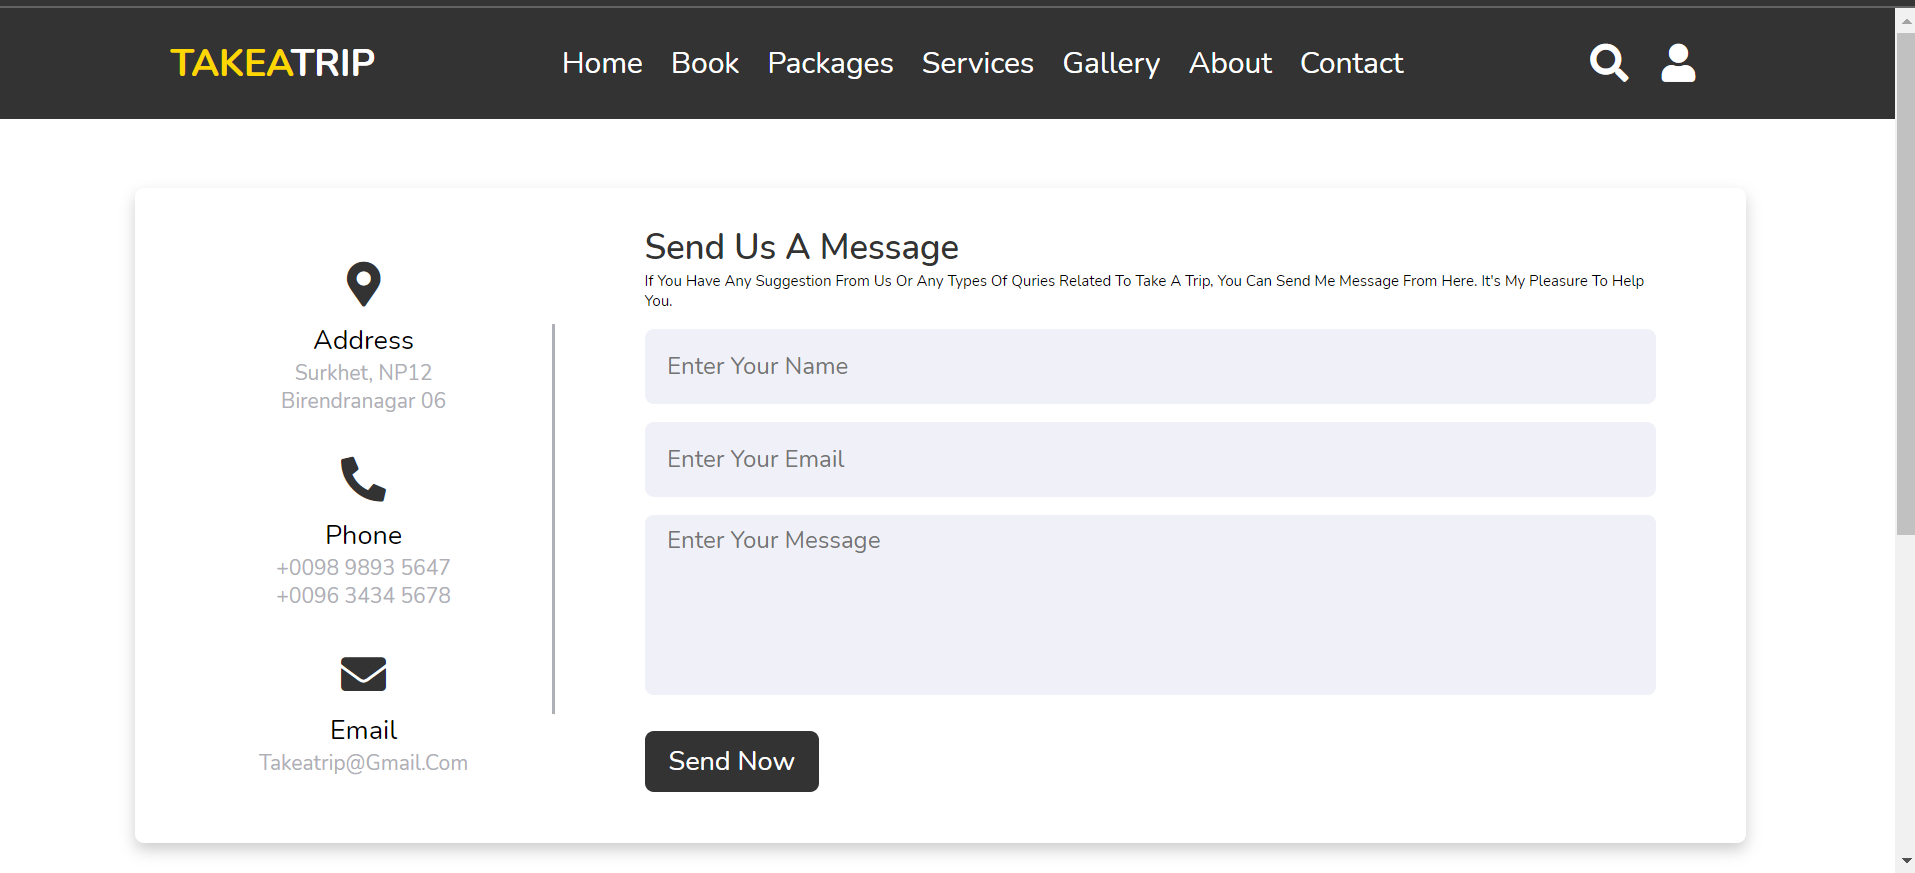 TAKEATRIP
Home Book Packages Services Gallery About Contact
Address
Surkhet, NP12
Birendranagar 06
Phone
+0098 9893 5647
+0096 3434 5678
Email
Takeatrip@Gmail.Com
Send Us A Message
If You Have Any Suggestion From Us Or Any Types Of Quries Related To Take A Trip, You Can Send Me Message From Here. It's My Pleasure To Help
You.
Enter Your Name
Enter Your Email
Enter Your Message
Send Now